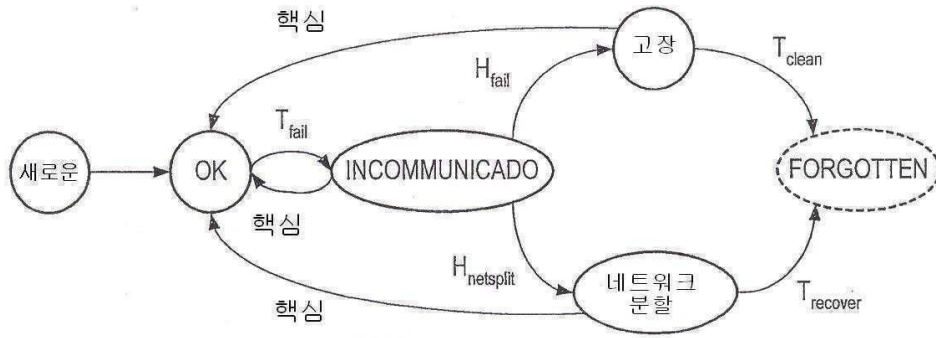 핵심
고장
T_clean
H_fail
T_fail
새로운
OK
INCOMMUNICADO
FORGOTTEN
핵심
H_netsplit
네트워크
분할
T_recover
핵심